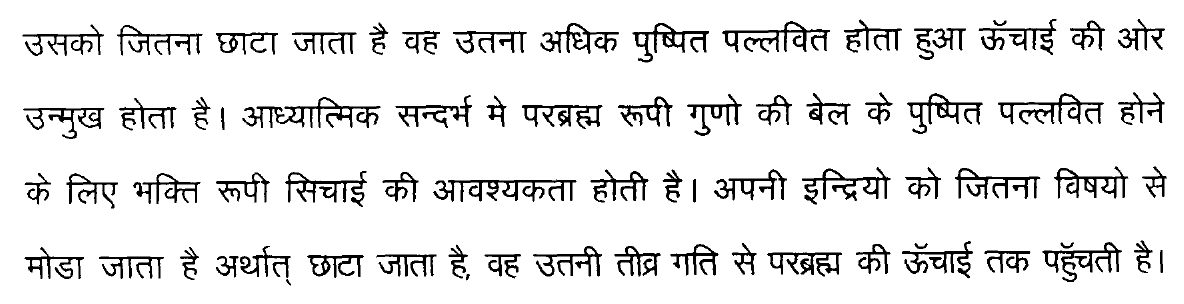 उसको जितना छाटा जाता है वह उतना अधिक पुष्पित पल्लवित होता हुआ ऊॅचाई की ओर
उन्मुख होता है। आध्यात्मिक सन्दर्भ मे परब्रह्म रूपी गुणो की बेल के पुष्पित पल्लवित होने
के लिए भक्ति रूपी सिचाई की आवश्यकता होती है। अपनी इन्द्रियो को जितना विषयो से
मोडा जाता है अर्थात् छाटा जाता है, वह उतनी तीव्र गति से परब्रह्म की ऊॅचाई तक पहुॅचती है।